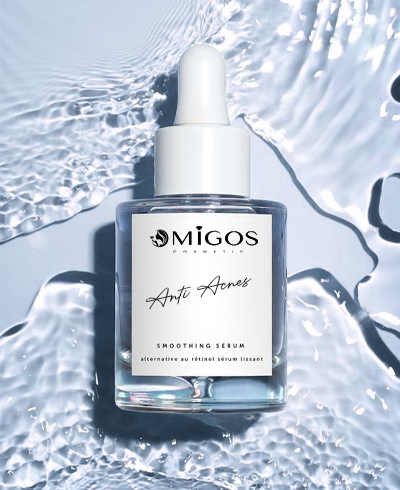 MIGOS
COSMETIC
Anti Acnes
SMOOTHING SERUM
alternative au rétinol sérum lissant